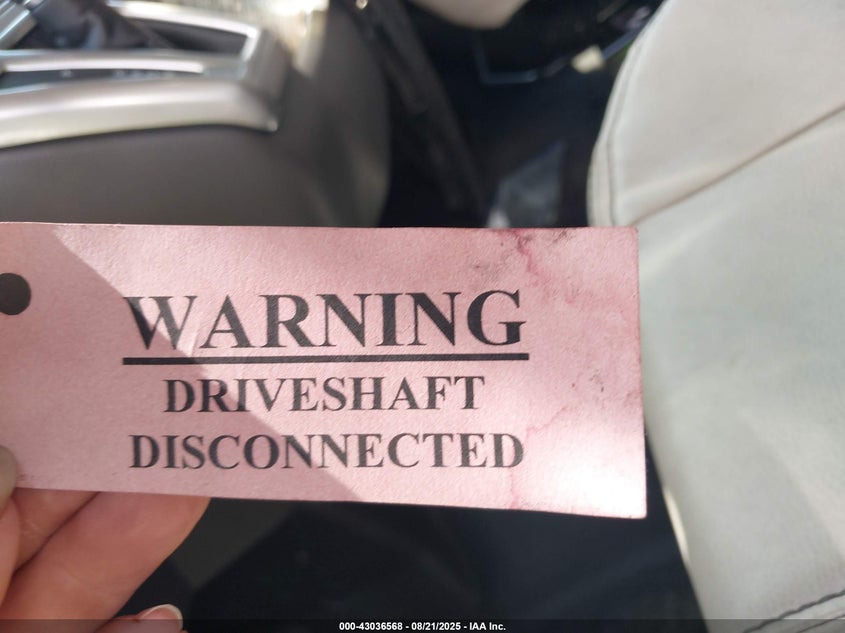 WARNING
DRIVESHAFT
DISCONNECTED
000-43036568 - 08/21/2025 - IAA Inc.